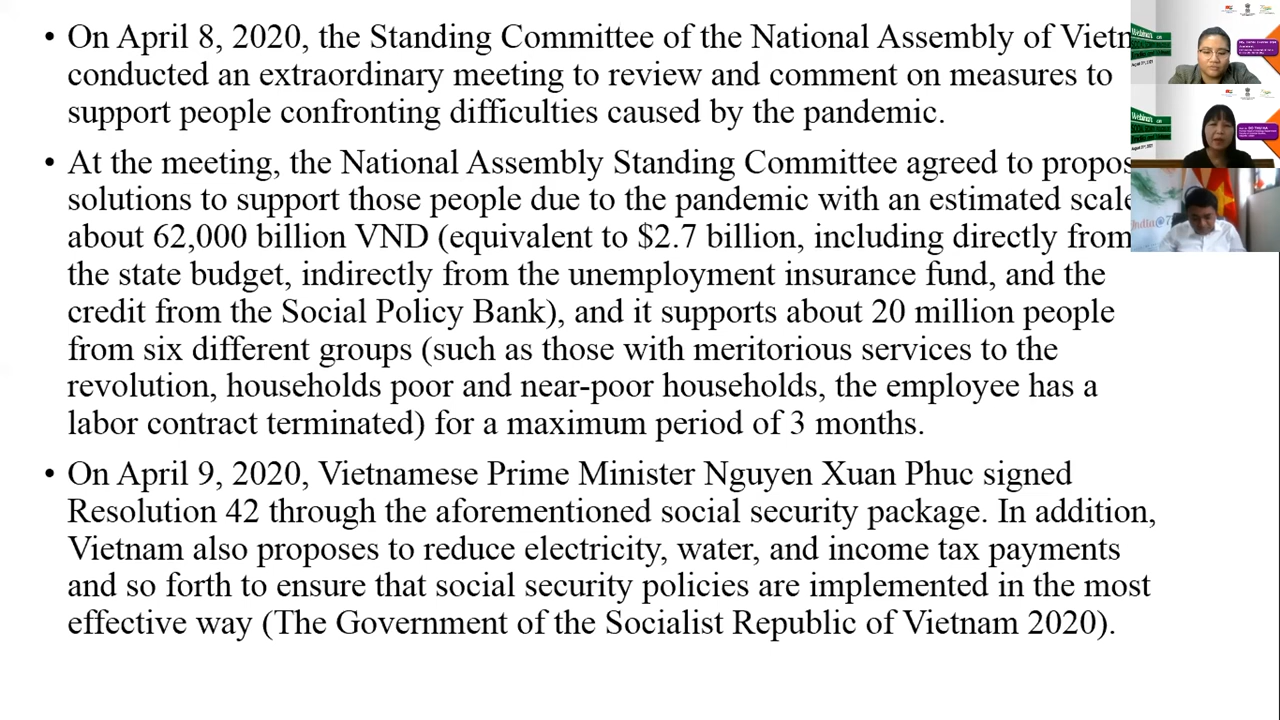 • On April 8, 2020, the Standing Committee of the National Assembly of
conducted an extraordinary meeting to review and comment on measures to
support people confronting difficulties caused by the pandemic.
• At the meeting, the National Assembly Standing Committee agreed to
solutions to support those people due to the pandemic with an estimated scale
about 62,000 billion VND (equivalent to $2.7 billion, including directly from
the state budget, indirectly from the unemployment insurance fund, and the
credit from the Social Policy Bank), and it supports about 20 million people
from six different groups (such as those with meritorious services to the
revolution, households poor and near-poor households, the employee has a
labor contract terminated) for a maximum period of 3 months.
• On April 9, 2020, Vietnamese Prime Minister Nguyen Xuan Phuc signed
Resolution 42 through the aforementioned social security package. In addition,
Vietnam also proposes to reduce electricity, water, and income tax payments
and so forth to ensure that social security policies are implemented in the most
effective way (The Government of the Socialist Republic of Vietnam 2020).
Webinar
Webinar